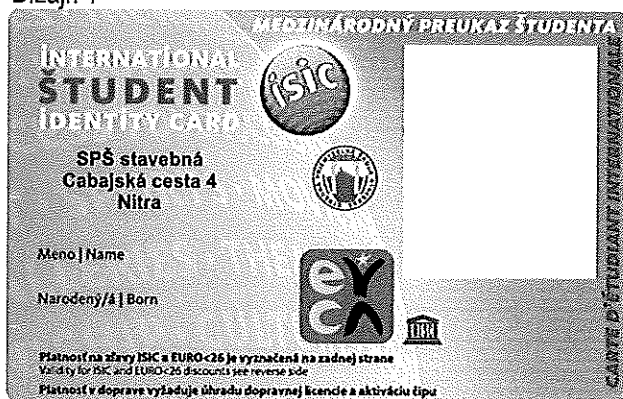 MEDZINÁRODNÝ PREUKAZ ŠTUDENTA
INTERNATIONAL
ŠTUDENT
IDENTITY CARD
isic
SPŠ stavebná
Cabajská cesta 4
Nitra
Meno | Name
Narodený/á | Born
eyca
Platnosť na zľavy ISIC a EURO<26 je vyznačená na zadnej strane
Validity for ISIC and EURO<26 discounts see reverse side
Platnosť v doprave vyžaduje úhradu dopravnej licencie a aktiváciu čipu
CARTE D'ÉTUDIANT INTERNATIONALE